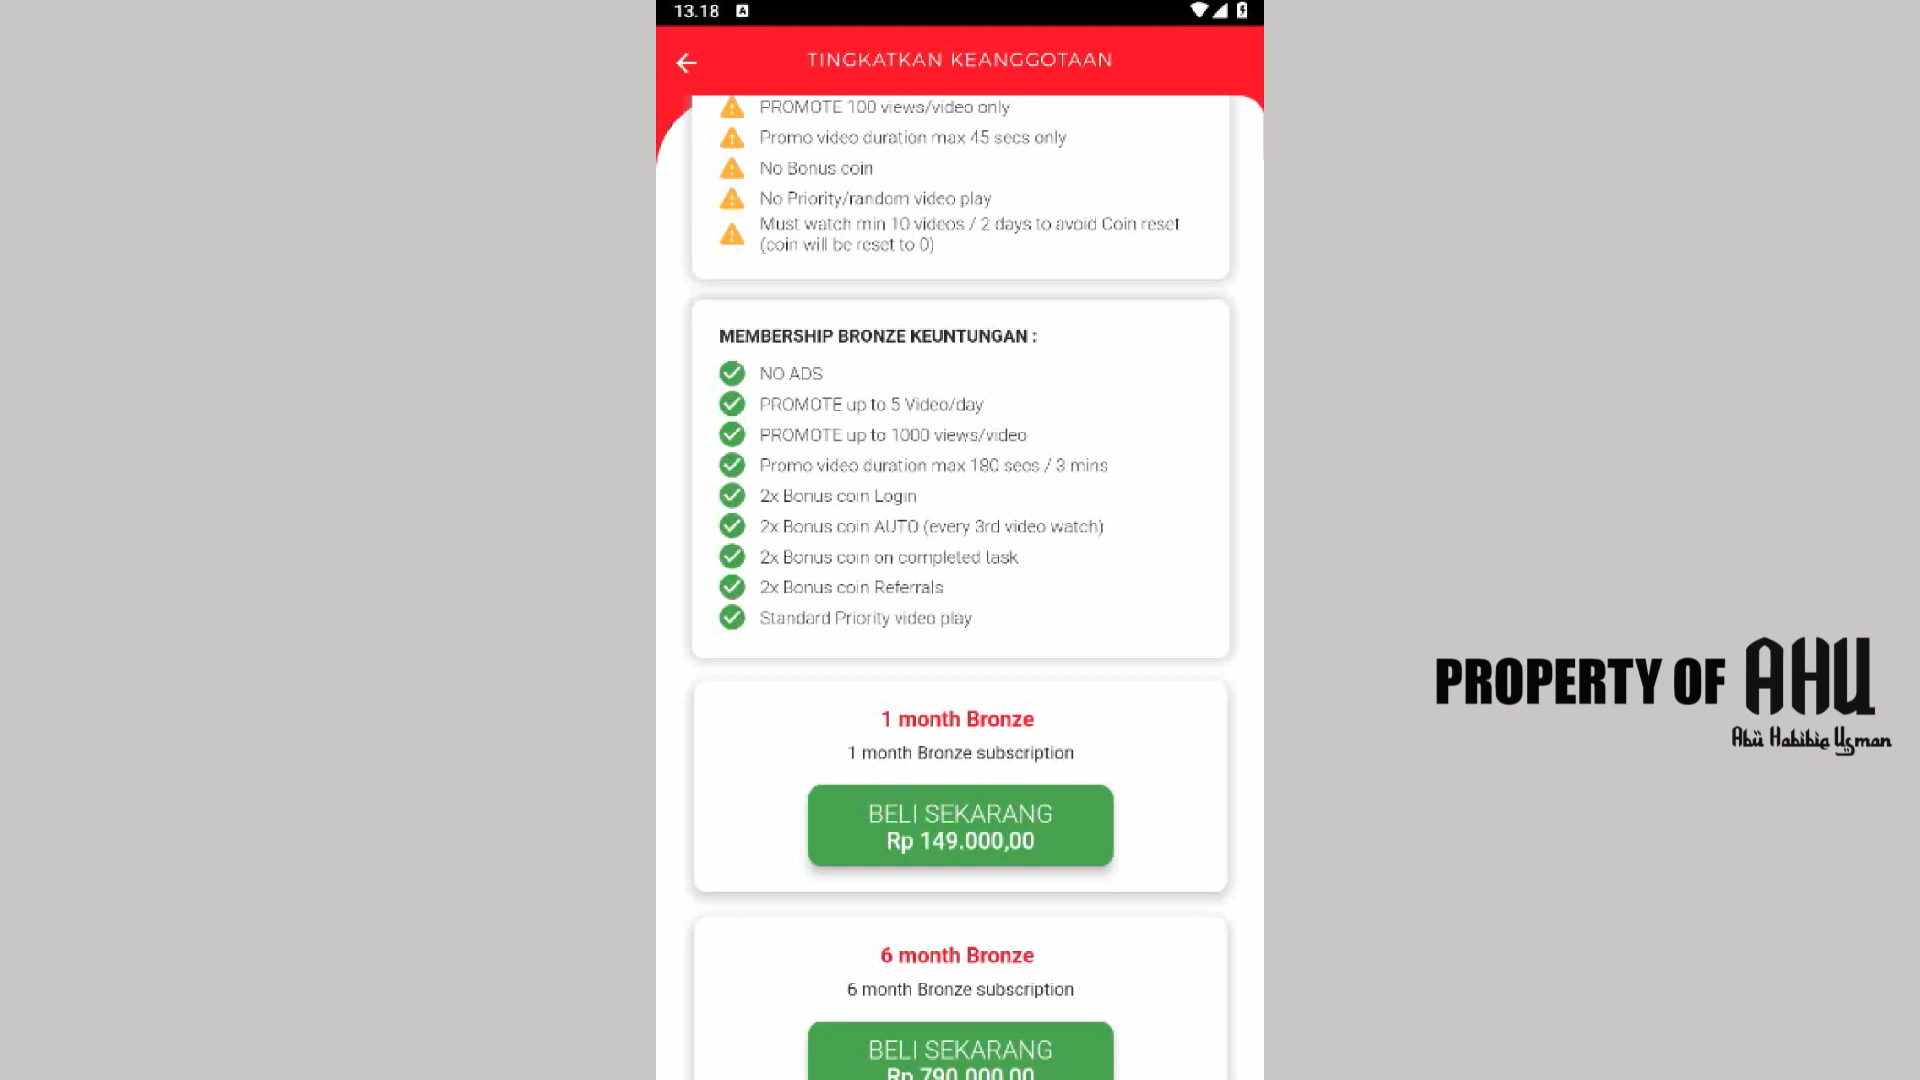 13.18
TINGKATKAN KEANGGOTAAN
PROMOTE 100 views/video only
Promo video duration max 45 secs only
No Bonus coin
No Priority/random video play
Must watch min 10 videos / 2 days to avoid Coin reset
(coin will be reset to 0)
MEMBERSHIP BRONZE KEUNTUNGAN :
NO ADS
PROMOTE up to 5 Video/day
PROMOTE up to 1000 views/video
Promo video duration max 180 secs / 3 mins
2x Bonus coin Login
2x Bonus coin AUTO (every 3rd video watch)
2x Bonus coin on completed task
2x Bonus coin Referrals
Standard Priority video play
1 month Bronze
1 month Bronze subscription
BELI SEKARANG
Rp 149.000,00
6 month Bronze
6 month Bronze subscription
BELI SEKARANG
Rp 790.000,00
PROPERTY OF AHU
Abü Habibie Usman